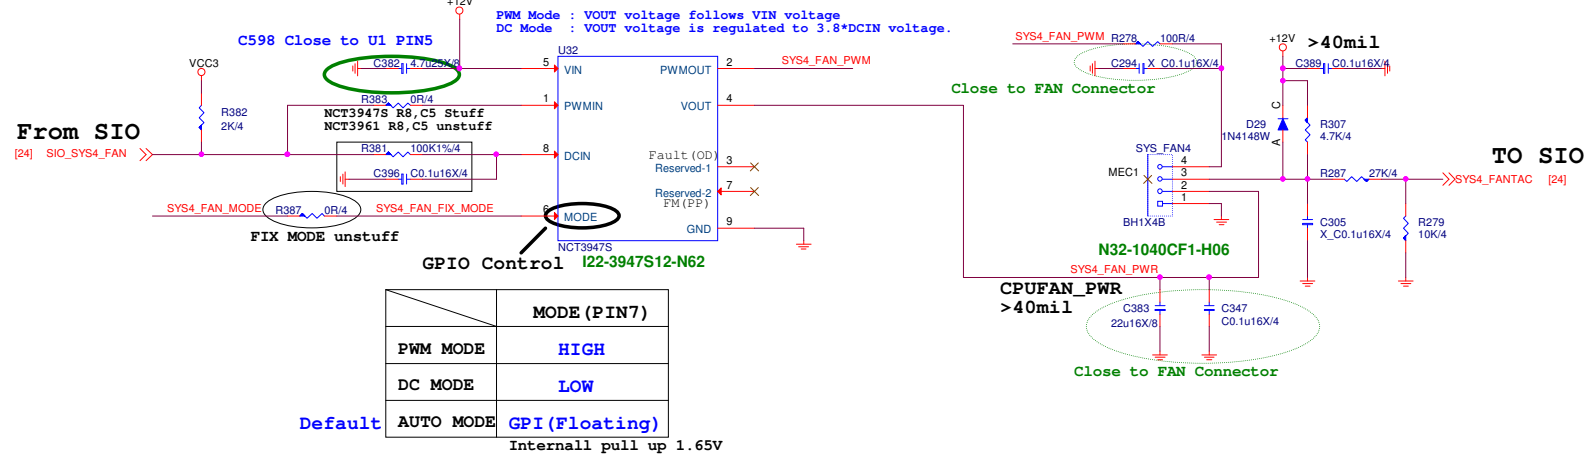 +12V
PWM Mode : VOUT voltage follows VIN voltage
DC Mode : VOUT voltage is regulated to 3.8*DCIN voltage.
C598 Close to U1 PIN5
VCC3
C382 4.7u25X/8
R382
2K/4
R383 0R/4
NCT3947S R8,C5 Stuff
NCT3961 R8,C5 unstuff
From SIO
[24] SIO_SYS4_FAN
R381 100K1%/4
C396 C0.1u16X/4
SYS4_FAN_MODE
R387 0R/4
SYS4_FAN_FIX_MODE
FIX MODE unstuff
GPIO Control
U32
5 VIN
1 PWMIN
8 DCIN
6 MODE
PWMOUT 2
VOUT 4
Fault(OD)
Reserved-1 3
Reserved-2 7
FM(PP)
GND 9
NCT3947S
I22-3947S12-N62
SYS4_FAN_PWM
SYS4_FAN_PWM
R278 100R/4
C294 X_C0.1u16X/4
Close to FAN Connector
+12V
>40mil
C389 C0.1u16X/4
D29
1N4148W
C
A
R307
4.7K/4
SYS_FAN4
MEC1
4
3
2
1
BH1X4B
N32-1040CF1-H06
R287 27K/4
TO SIO
SYS4_FANTAC [24]
C305
X_C0.1u16X/4
R279
10K/4
SYS4_FAN_PWR
CPUFAN_PWR
>40mil
C383
22u16X/8
C347
C0.1u16X/4
Close to FAN Connector
MODE(PIN7)
PWM MODE HIGH
DC MODE LOW
Default AUTO MODE GPI(Floating)
Internall pull up 1.65V